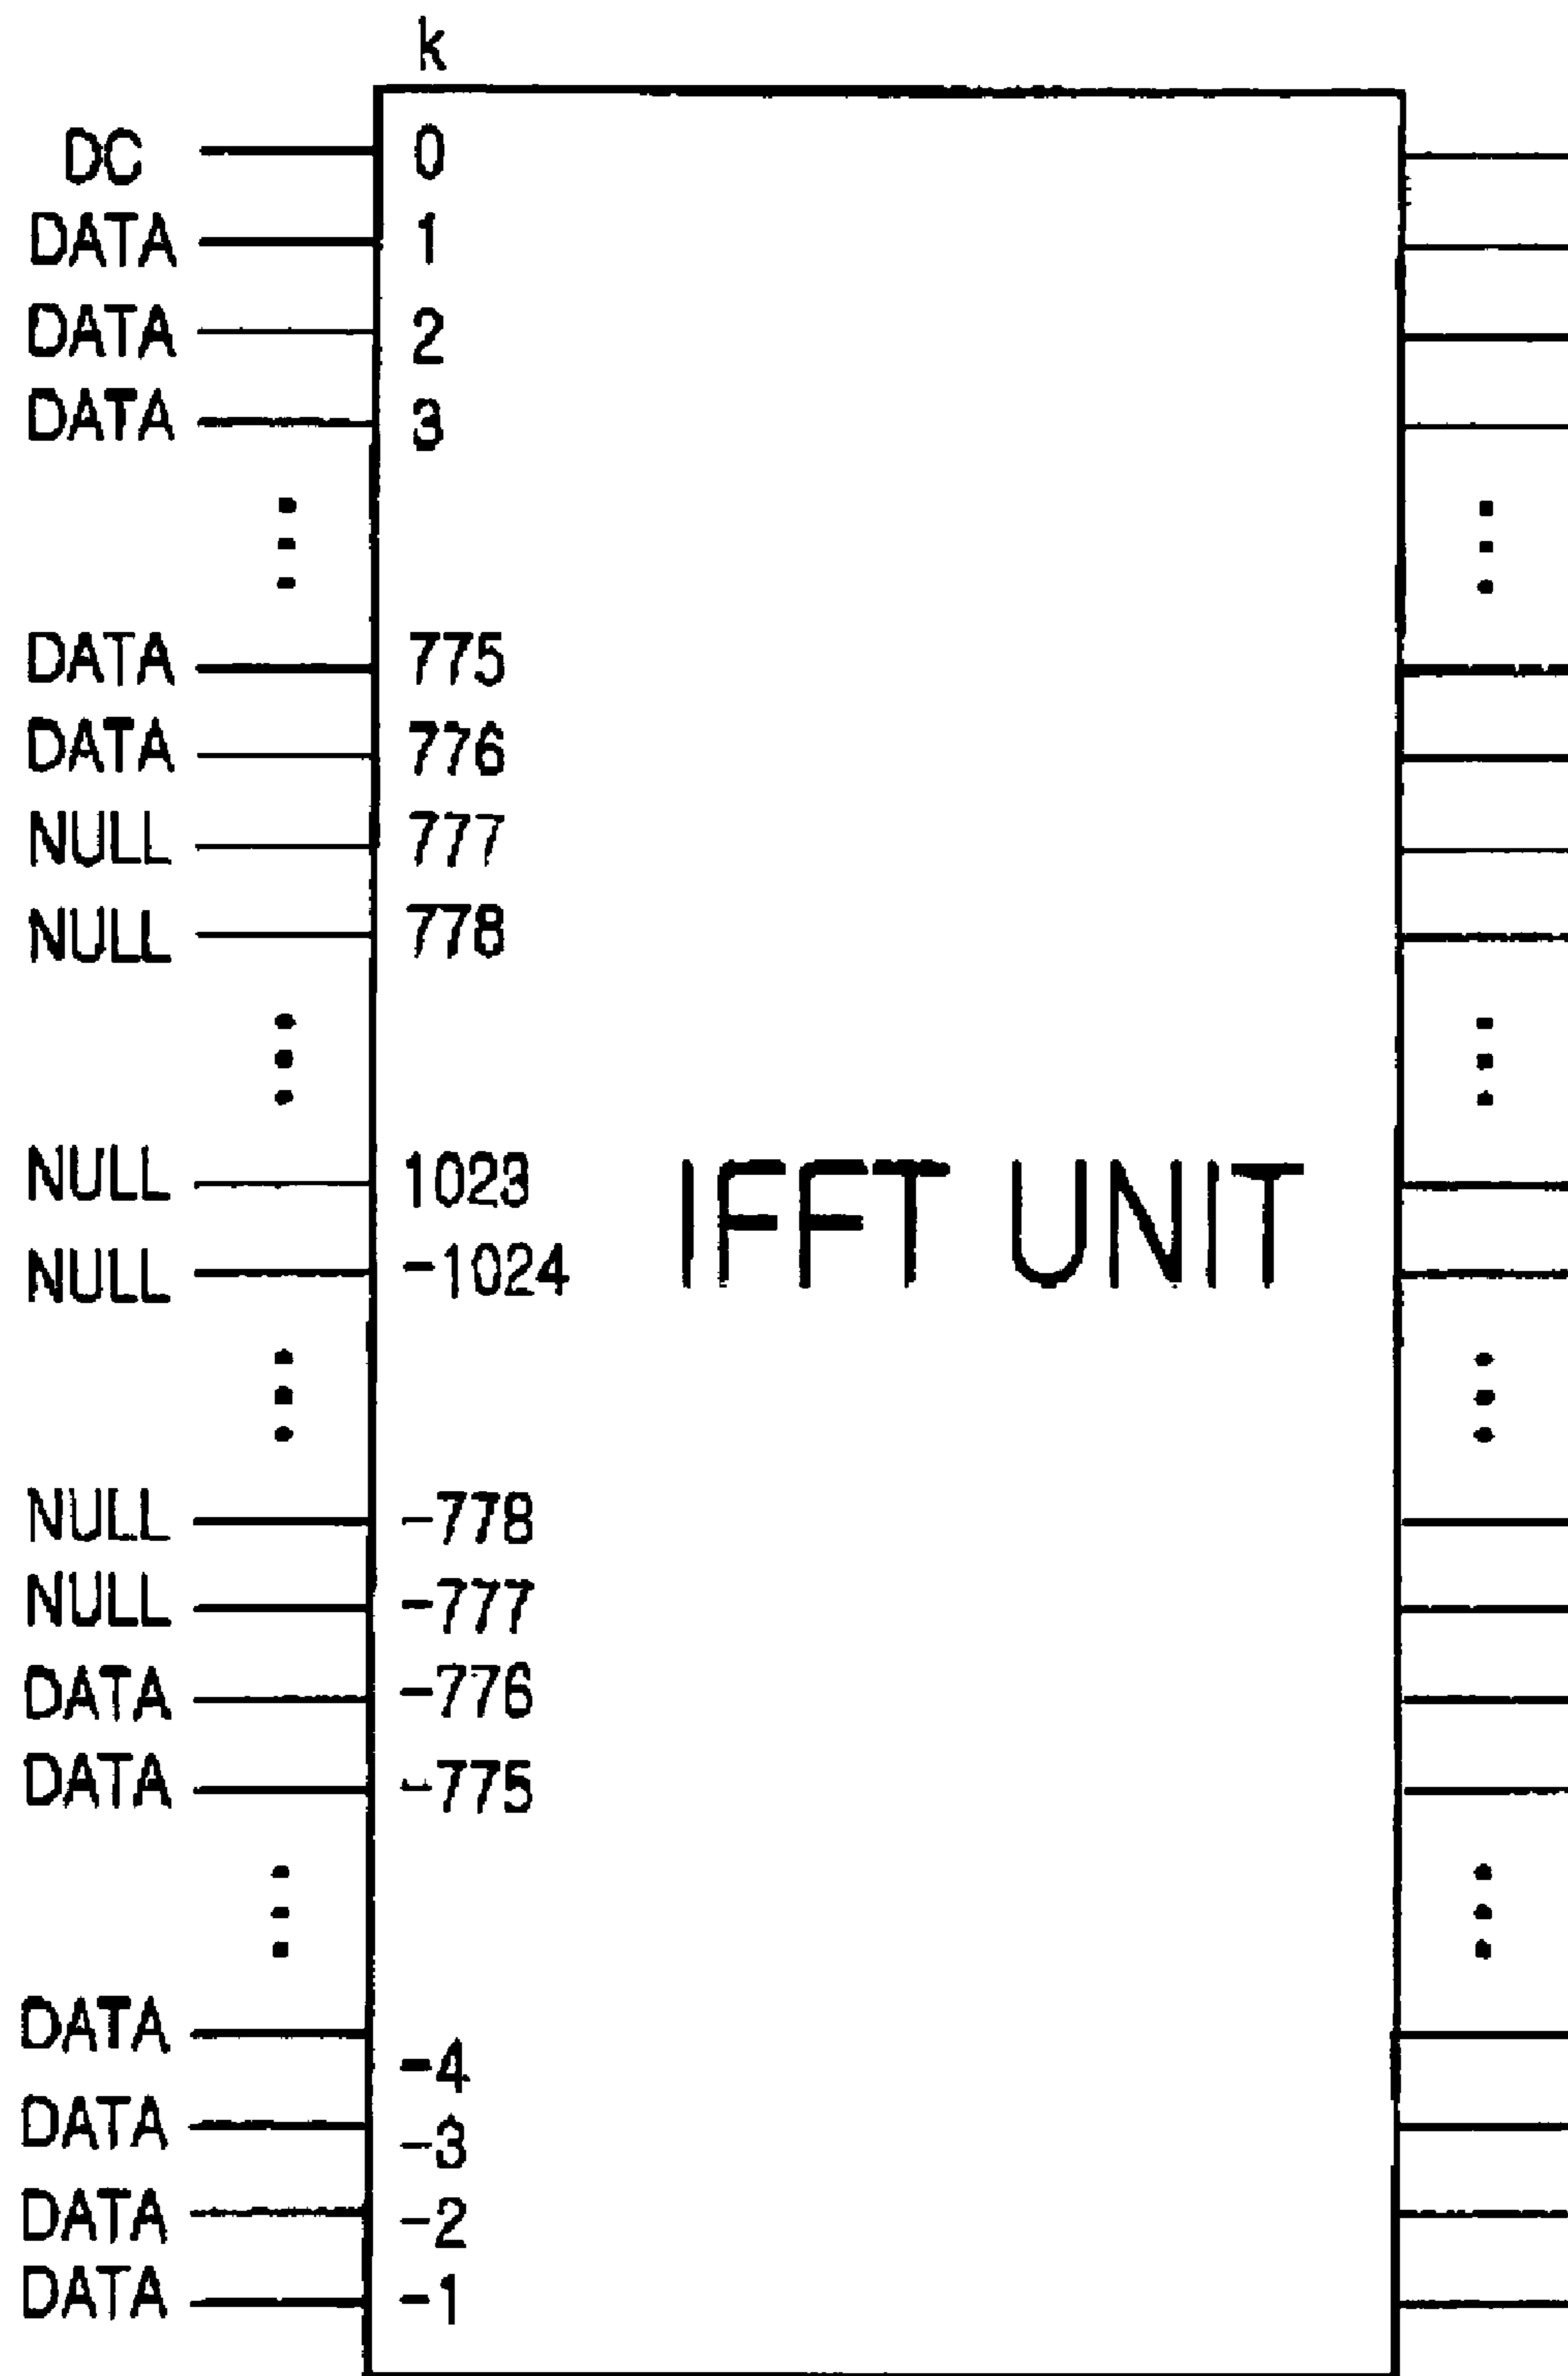 k
DC 0
DATA 1
DATA 2
DATA 3
DATA 775
DATA 776
NULL 777
NULL 778
NULL 1023
NULL -1024
IFFT UNIT
NULL -778
NULL -777
DATA -776
DATA -775
DATA -4
DATA -3
DATA -2
DATA -1